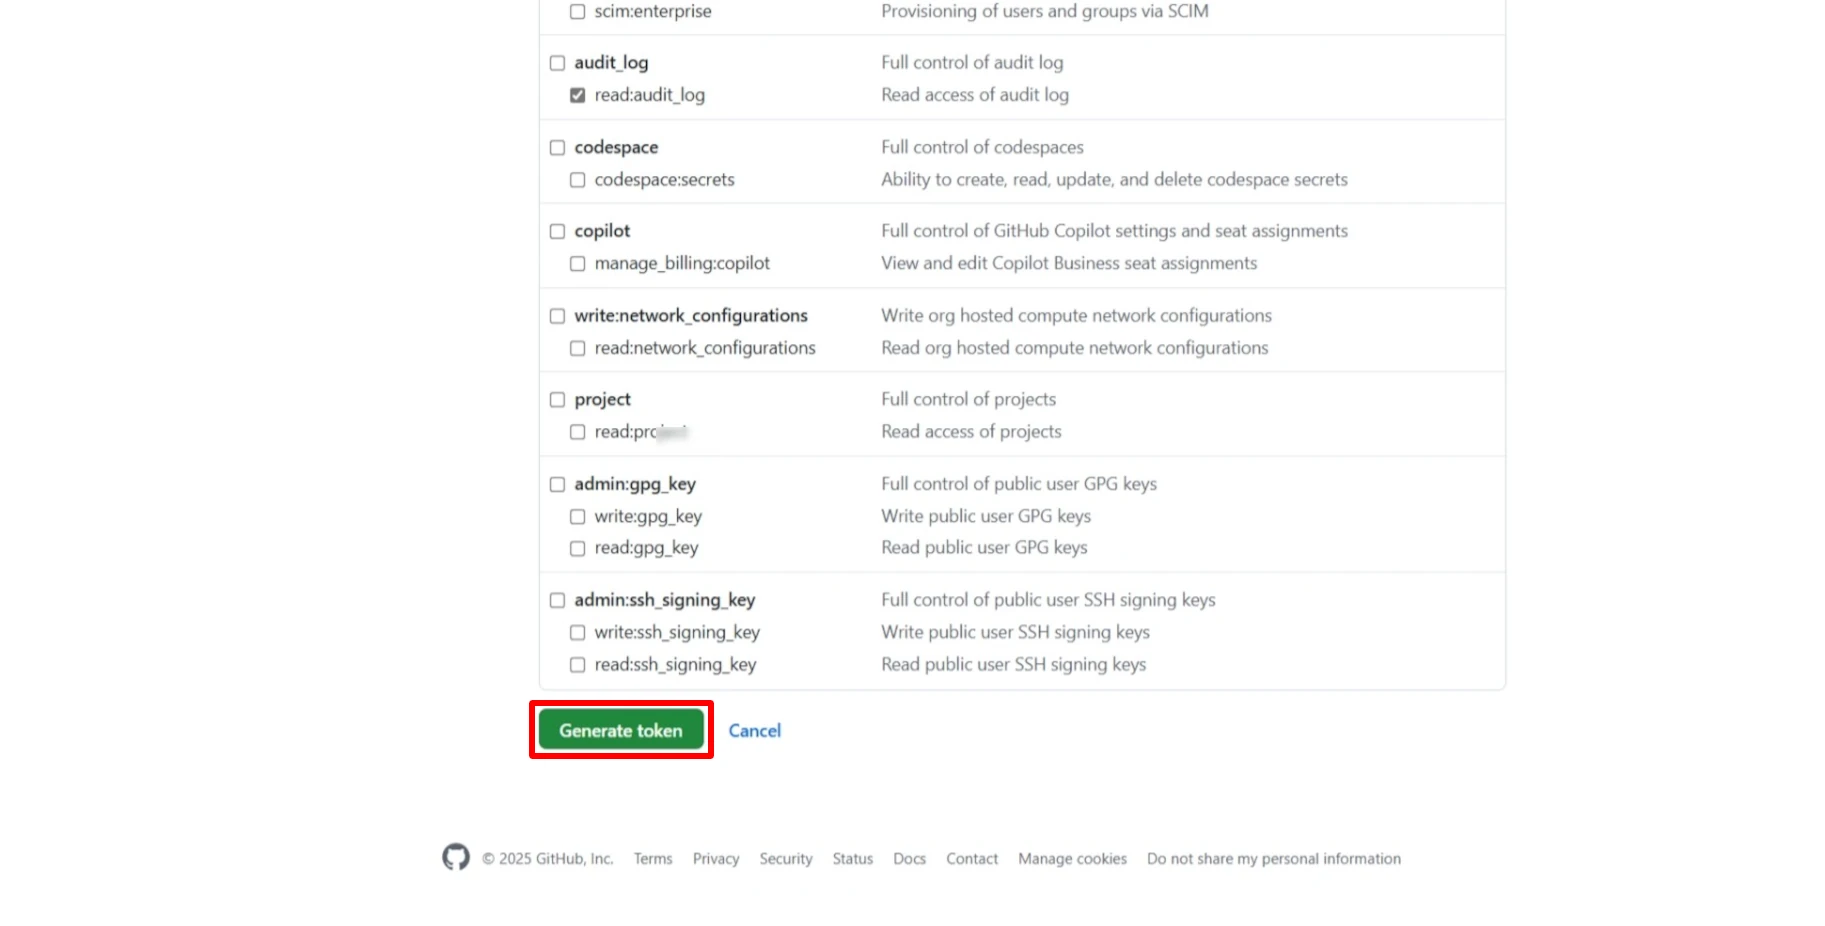 scim:enterprise Provisioning of users and groups via SCIM
audit_log Full control of audit log
read:audit_log Read access of audit log
codespace Full control of codespaces
codespace:secrets Ability to create, read, update, and delete codespace secrets
copilot Full control of GitHub Copilot settings and seat assignments
manage_billing:copilot View and edit Copilot Business seat assignments
write:network_configurations Write org hosted compute network configurations
read:network_configurations Read org hosted compute network configurations
project Full control of projects
Read access of projects
admin:gpg_key Full control of public user GPG keys
write:gpg_key Write public user GPG keys
read:gpg_key Read public user GPG keys
admin:ssh_signing_key Full control of public user SSH signing keys
write:ssh_signing_key Write public user SSH signing keys
read:ssh_signing_key Read public user SSH signing keys
Generate token Cancel
© 2025 GitHub, Inc. Terms Privacy Security Status Docs Contact Manage cookies Do not share my personal information